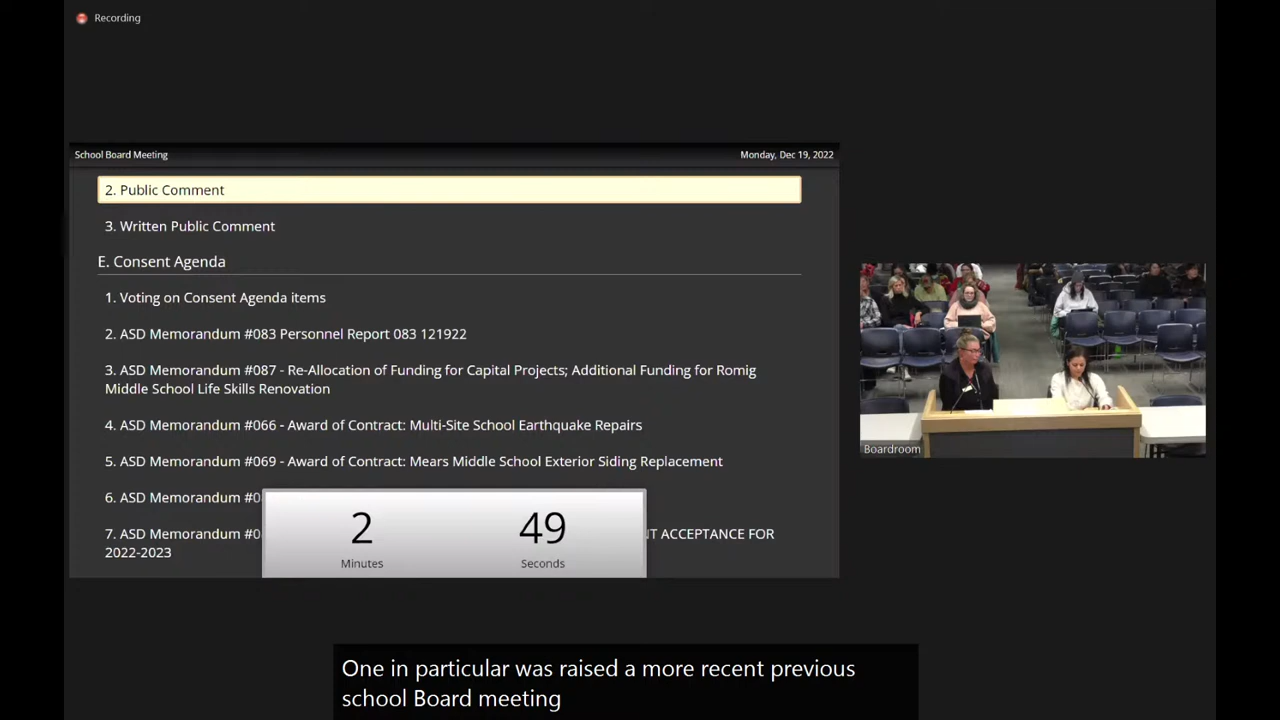 Recording
School Board Meeting
Monday, Dec 19, 2022
2. Public Comment
3. Written Public Comment
E. Consent Agenda
1. Voting on Consent Agenda items
2. ASD Memorandum #083 Personnel Report 083 121922
3. ASD Memorandum #087 - Re-Allocation of Funding for Capital Projects; Additional Funding for Romig
Middle School Life Skills Renovation
4. ASD Memorandum #066 - Award of Contract: Multi-Site School Earthquake Repairs
5. ASD Memorandum #069 - Award of Contract: Mears Middle School Exterior Siding Replacement
6. ASD Memorandum #0
7. ASD Memorandum #0 ACCEPTANCE FOR
2022-2023
2 49
Minutes Seconds
Boardroom
One in particular was raised a more recent previous
school Board meeting